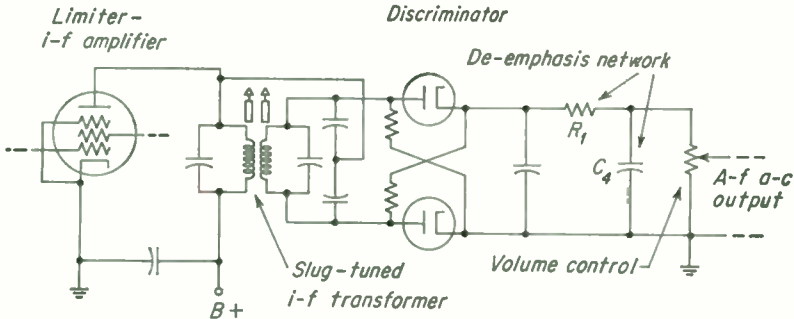 Limiter-
i-f amplifier
Discriminator
De-emphasis network
R1
C4
A-f a-c
output
Volume control
Slug-tuned
i-f transformer
B+